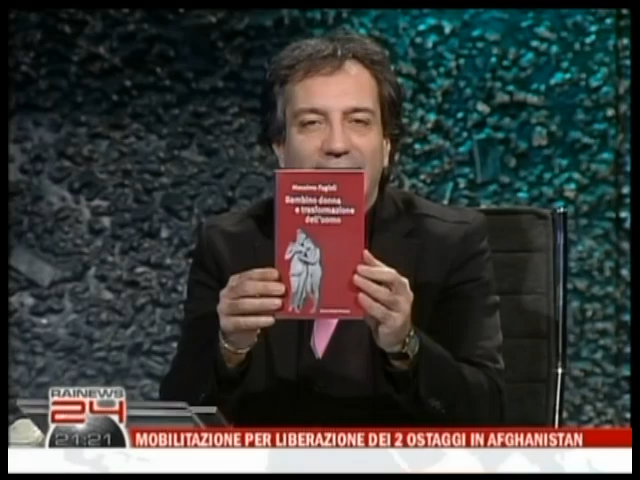 Massimo Fagioli
Bambino donna
e trasformazione
dell'uomo
RAINEWS
24
21:21
MOBILITAZIONE PER LIBERAZIONE DEI 2 OSTAGGI IN AFGHANISTAN